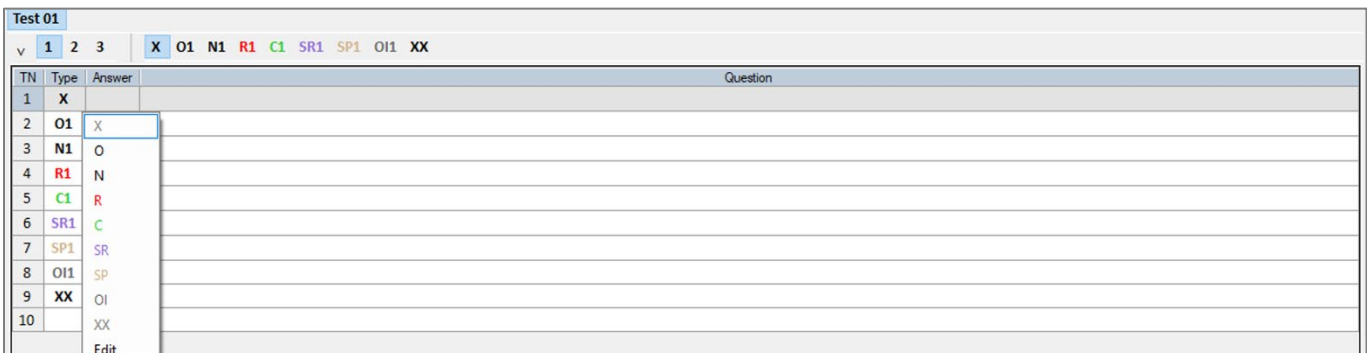 Test 01
v 1 2 3 X O1 N1 R1 C1 SR1 SP1 OI1 XX
TN Type Answer Question
1 X
2 O1 X
3 N1 O
4 R1 N
5 C1 R
6 SR1 C
7 SP1 SR
8 OI1 SP
9 XX OI
10 XX
Edit